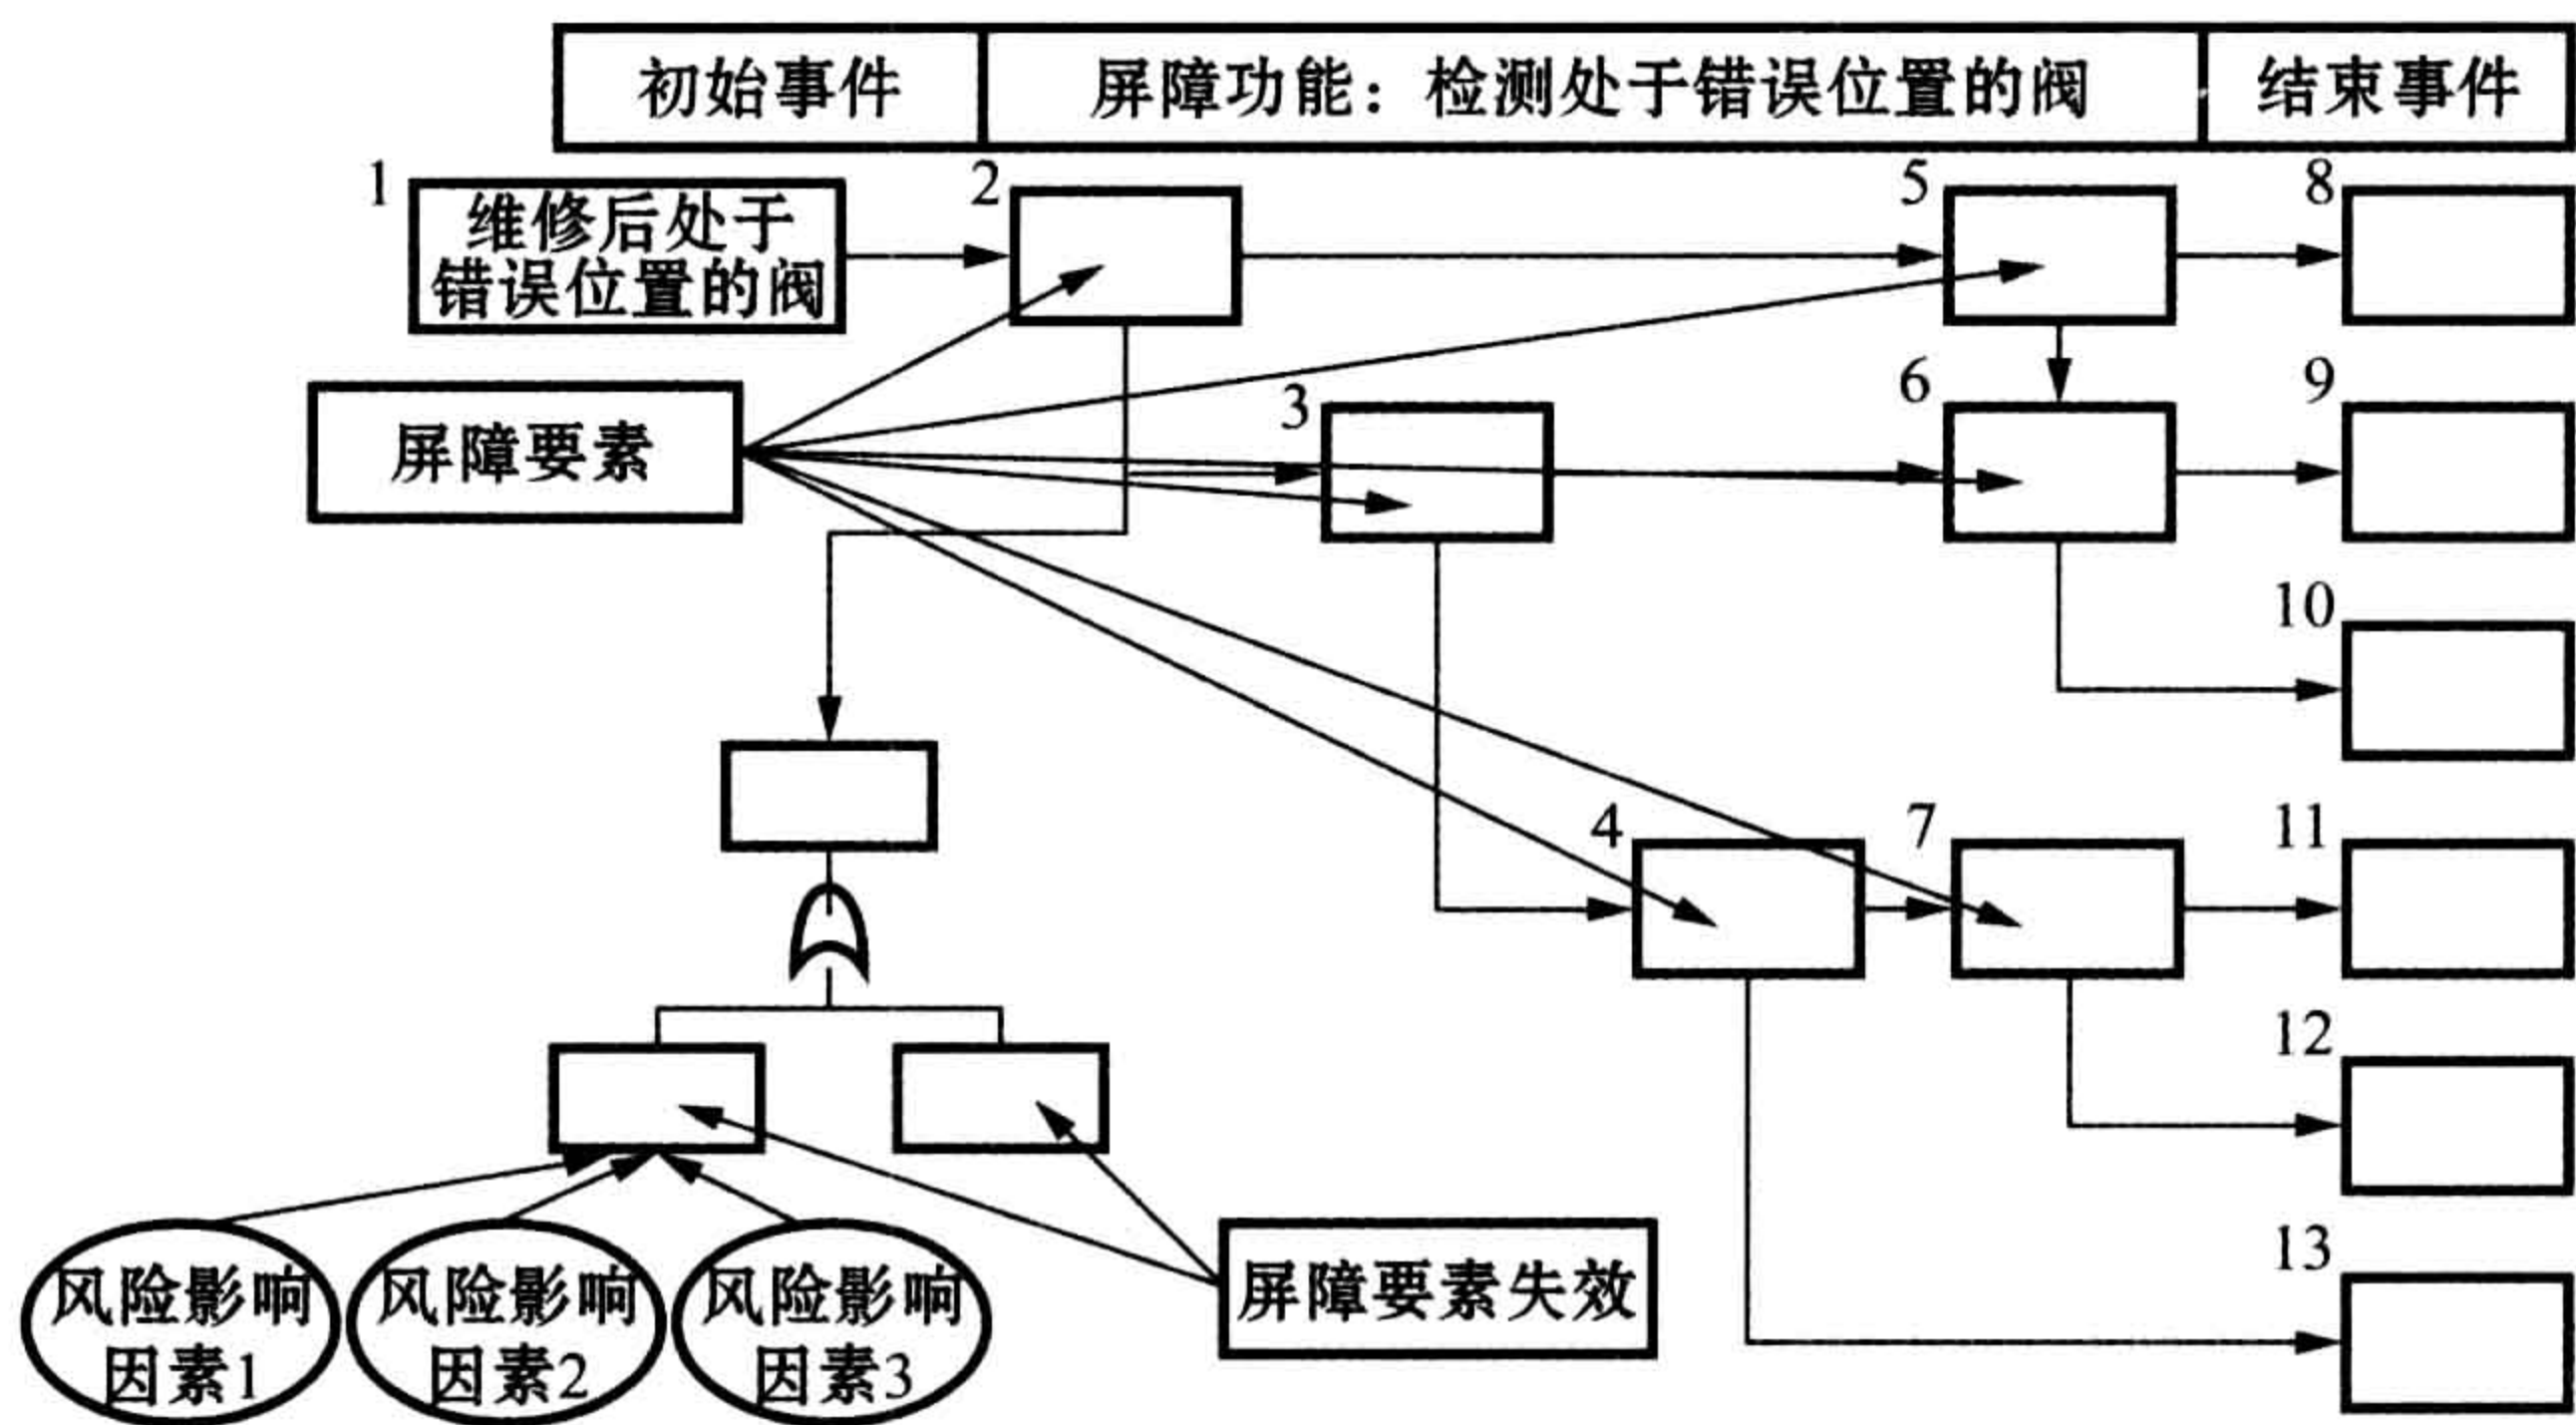 初始事件
屏障功能：检测处于错误位置的阀
结束事件
1
维修后处于
错误位置的阀
2
5
8
屏障要素
3
6
9
10
4
7
11
12
13
风险影响
因素1
风险影响
因素2
风险影响
因素3
屏障要素失效